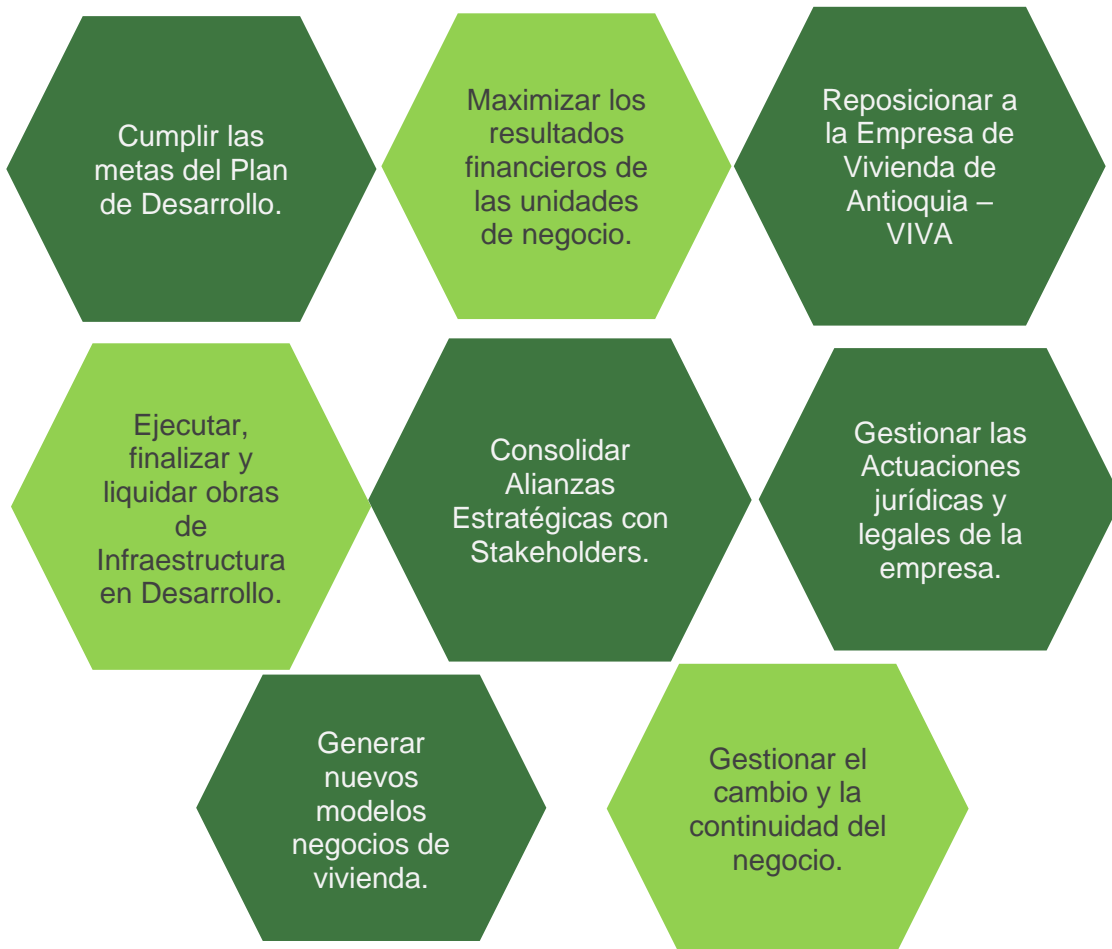 Cumplir las
metas del Plan
de Desarrollo.
Maximizar los
resultados
financieros de
las unidades
de negocio.
Reposicionar a
la Empresa de
Vivienda de
Antioquia –
VIVA
Ejecutar,
finalizar y
liquidar obras
de
Infraestructura
en Desarrollo.
Consolidar
Alianzas
Estratégicas con
Stakeholders.
Gestionar las
Actuaciones
jurídicas y
legales de la
empresa.
Generar
nuevos
modelos
negocios de
vivienda.
Gestionar el
cambio y la
continuidad del
negocio.